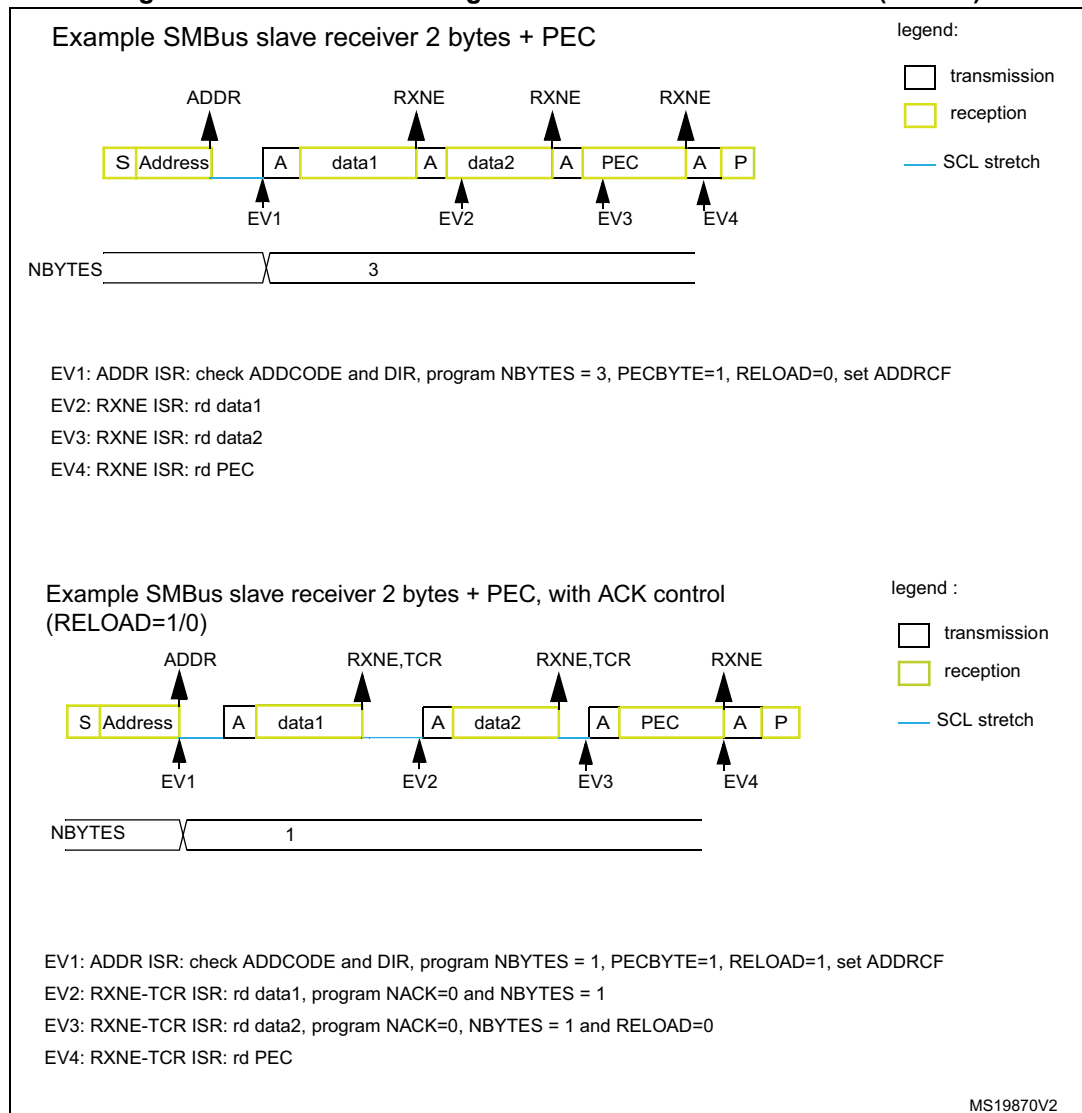 Example SMBus slave receiver 2 bytes + PEC
legend:
transmission
reception
SCL stretch
ADDR RXNE RXNE RXNE
S Address A data1 A data2 A PEC A P
EV1 EV2 EV3 EV4
NBYTES 3
EV1: ADDR ISR: check ADDCODE and DIR, program NBYTES = 3, PECBYTE=1, RELOAD=0, set ADDRCF
EV2: RXNE ISR: rd data1
EV3: RXNE ISR: rd data2
EV4: RXNE ISR: rd PEC
Example SMBus slave receiver 2 bytes + PEC, with ACK control
(RELOAD=1/0)
legend :
transmission
reception
SCL stretch
ADDR RXNE,TCR RXNE,TCR RXNE
S Address A data1 A data2 A PEC A P
EV1 EV2 EV3 EV4
NBYTES 1
EV1: ADDR ISR: check ADDCODE and DIR, program NBYTES = 1, PECBYTE=1, RELOAD=1, set ADDRCF
EV2: RXNE-TCR ISR: rd data1, program NACK=0 and NBYTES = 1
EV3: RXNE-TCR ISR: rd data2, program NACK=0, NBYTES = 1 and RELOAD=0
EV4: RXNE-TCR ISR: rd PEC
MS19870V2